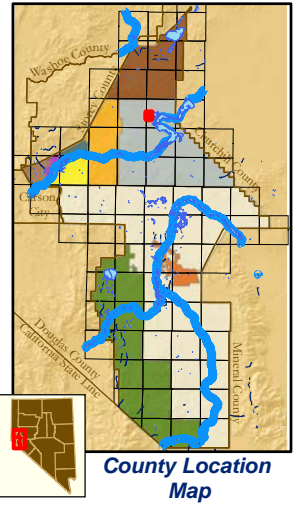 Washoe County
Storey County
Churchill County
Carson
City
Douglas County
California State Line
Mineral County
County Location
Map